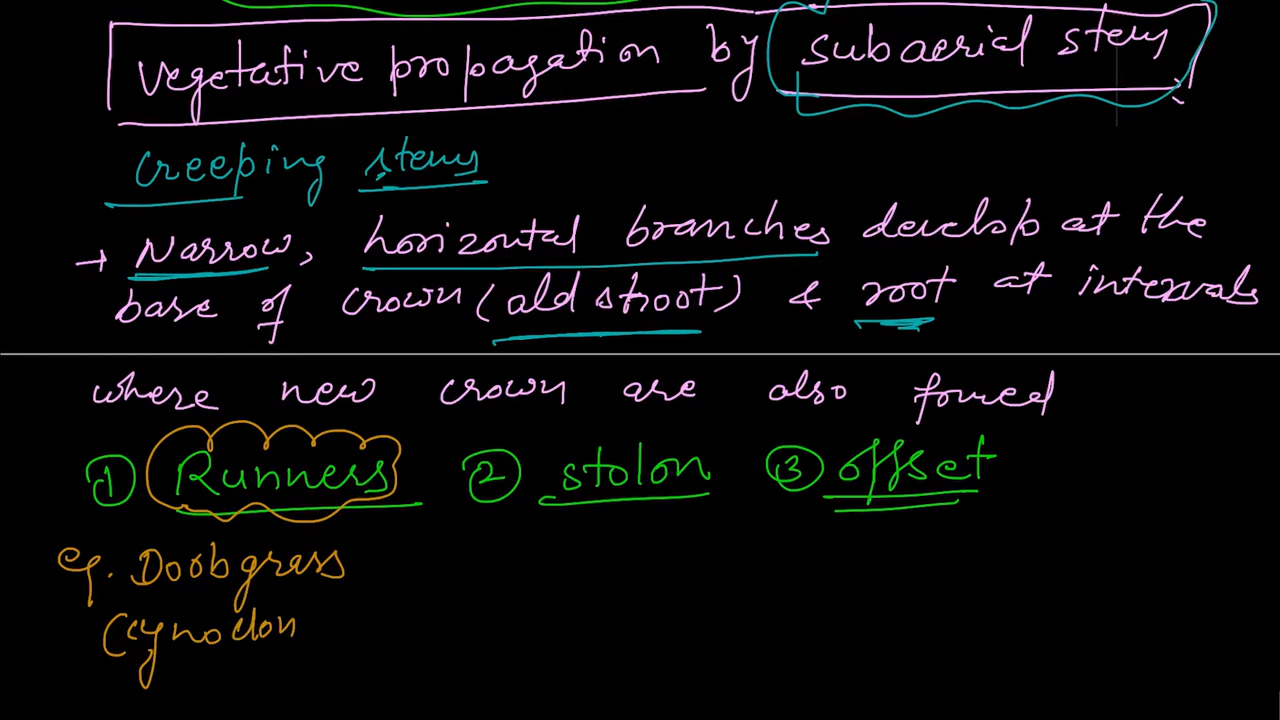 vegetative propagation by subaerial stem
creeping stems
→ Narrow, horizontal branches develop at the
base of crown (old shoot) & root at intervals
where new crown are also formed
① Runners ② stolon ③ offset
eg. Doobgrass
(cynodon